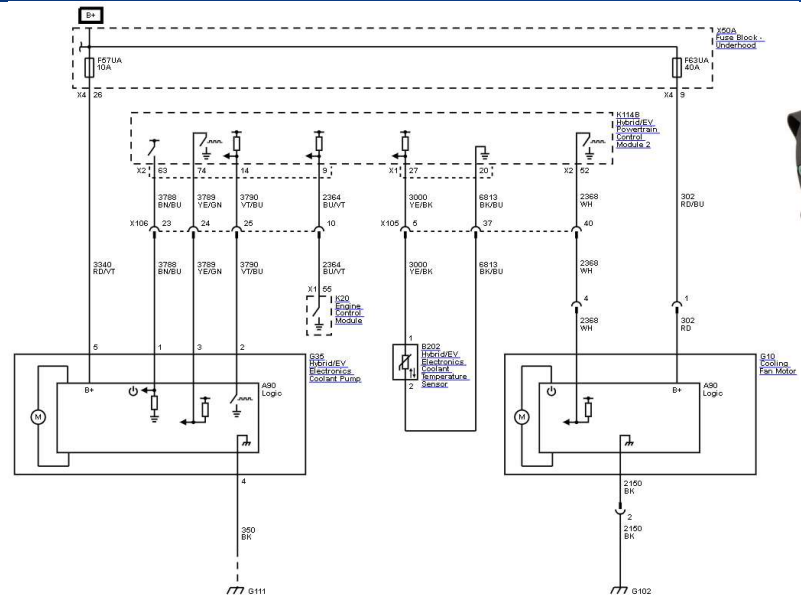 B+
X50A
Fuse Block -
Underhood
F57UA
10A
F63UA
40A
X4 26
X4 9
K114B
Hybrid/EV
Powertrain
Control
Module 2
X2 63 74 14 9 X1 27 20 X2 52
3788
BN/BU
3789
YE/GN
3790
VT/BU
2364
BU/VT
3000
YE/BK
6813
BK/BU
2368
WH
302
RD/BU
X106 23 24 25 10 X105 5 37 40
3340
RD/VT
3788
BN/BU
3789
YE/GN
3790
VT/BU
2364
BU/VT
3000
YE/BK
6813
BK/BU
2368
WH
X1 55
K20
Engine
Control
Module
4 1
2368
WH
302
RD
5 1 3 2
1
B202
Hybrid/EV
Electronics
Coolant
Temperature
Sensor
2
G35
Hybrid/EV
Electronics
Coolant Pump
G10
Cooling
Fan Motor
B+
A90
Logic
M
B+
A90
Logic
M
4
350
BK
G111
2150
BK
2
2150
BK
G102